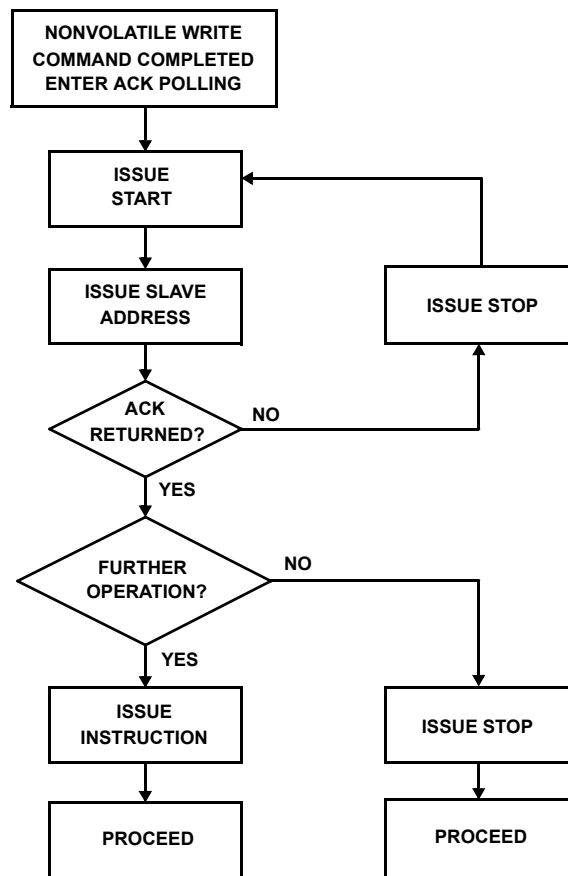 NONVOLATILE WRITE
COMMAND COMPLETED
ENTER ACK POLLING
ISSUE
START
ISSUE SLAVE
ADDRESS
ISSUE STOP
ACK
RETURNED?
NO
YES
FURTHER
OPERATION?
NO
YES
ISSUE
INSTRUCTION
ISSUE STOP
PROCEED
PROCEED